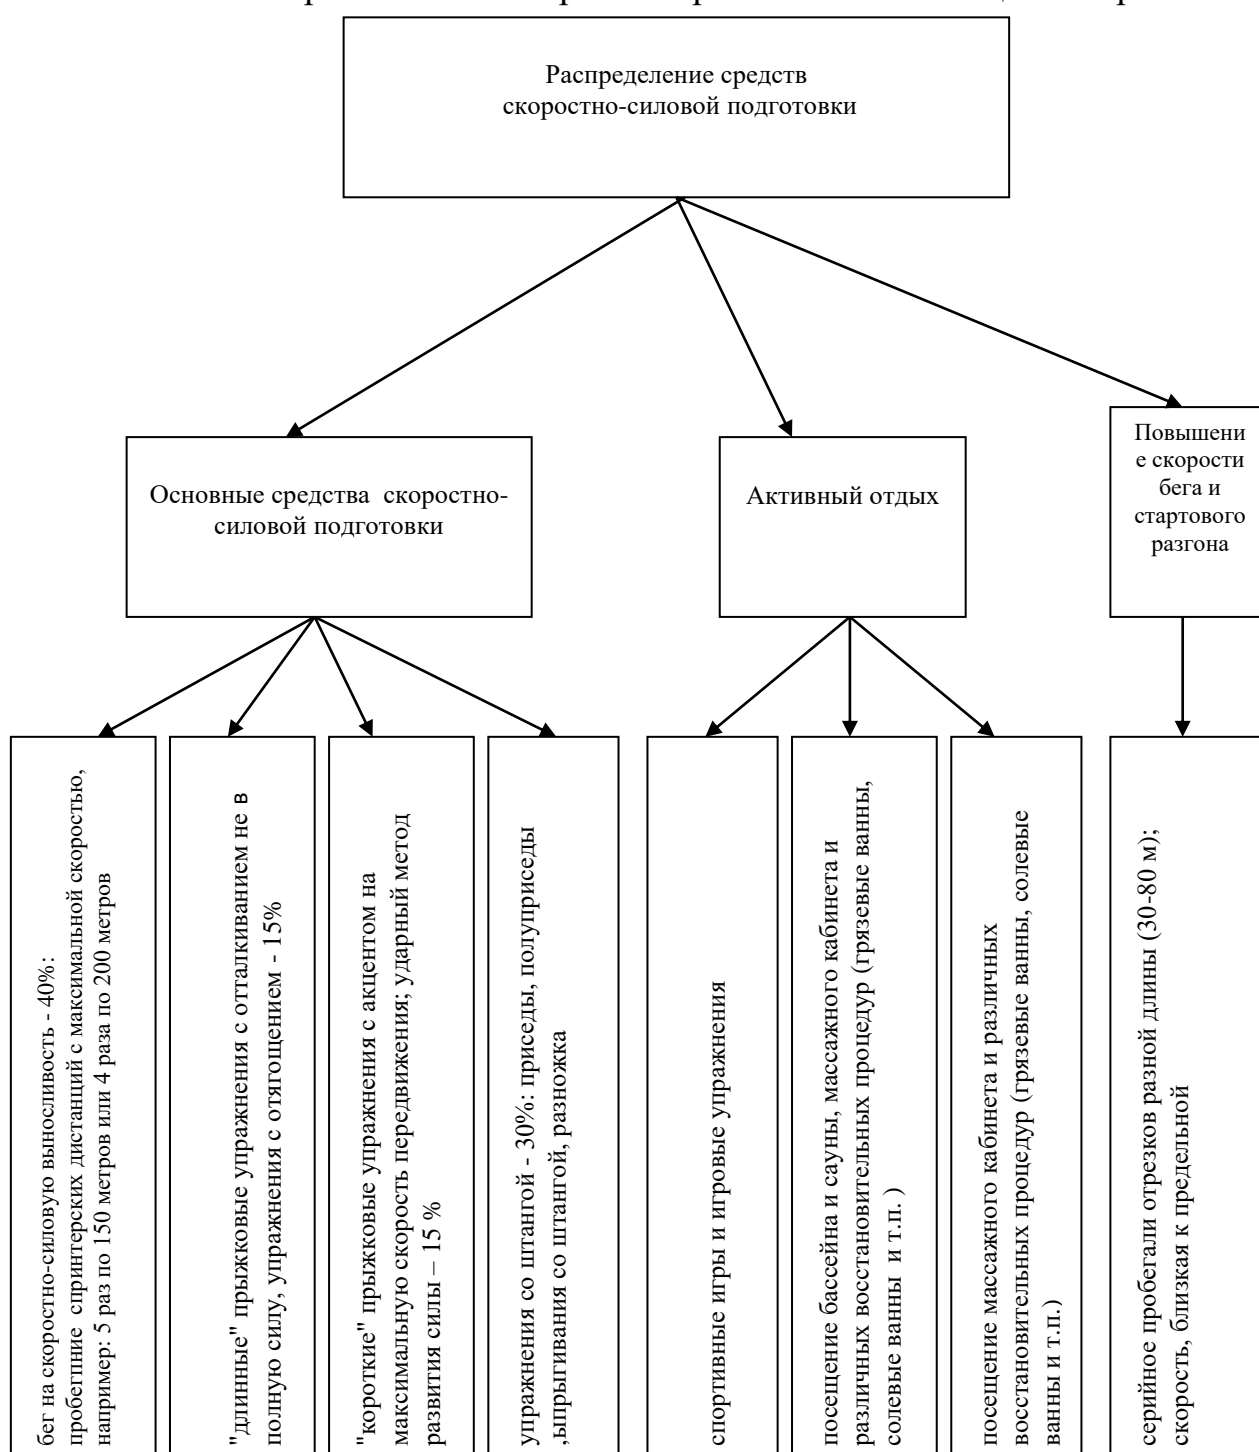 Распределение средств
скоростно-силовой подготовки
Основные средства скоростно-
силовой подготовки
Активный отдых
Повышени
е скорости
бега и
стартового
разгона
бег на скоростно-силовую выносливость - 40%:
пробегпние спринтерских дистанций с максимальной скоростью,
например: 5 раз по 150 метров или 4 раза по 200 метров
"длинные" прыжковые упражнения с отталкиванием не в
полную силу, упражнения с отягощением - 15%
"короткие" прыжковые упражнения с акцентом на
максимальную скорость передвижения; ударный метод
развития силы – 15 %
упражнения со штангой - 30%: приседы, полуприседы
,ыпрыгивания со штангой, разножка
спортивные игры и игровые упражнения
посещение бассейна и сауны, массажного кабинета и
различных восстановительных процедур (грязевые ванны,
солевые ванны и т.п. )
посещение массажного кабинета и различных
восстановительных процедур (грязевые ванны, солевые
ванны и т.п.)
серийное пробегали отрезков разной длины (30-80 м);
скорость, близкая к предельной